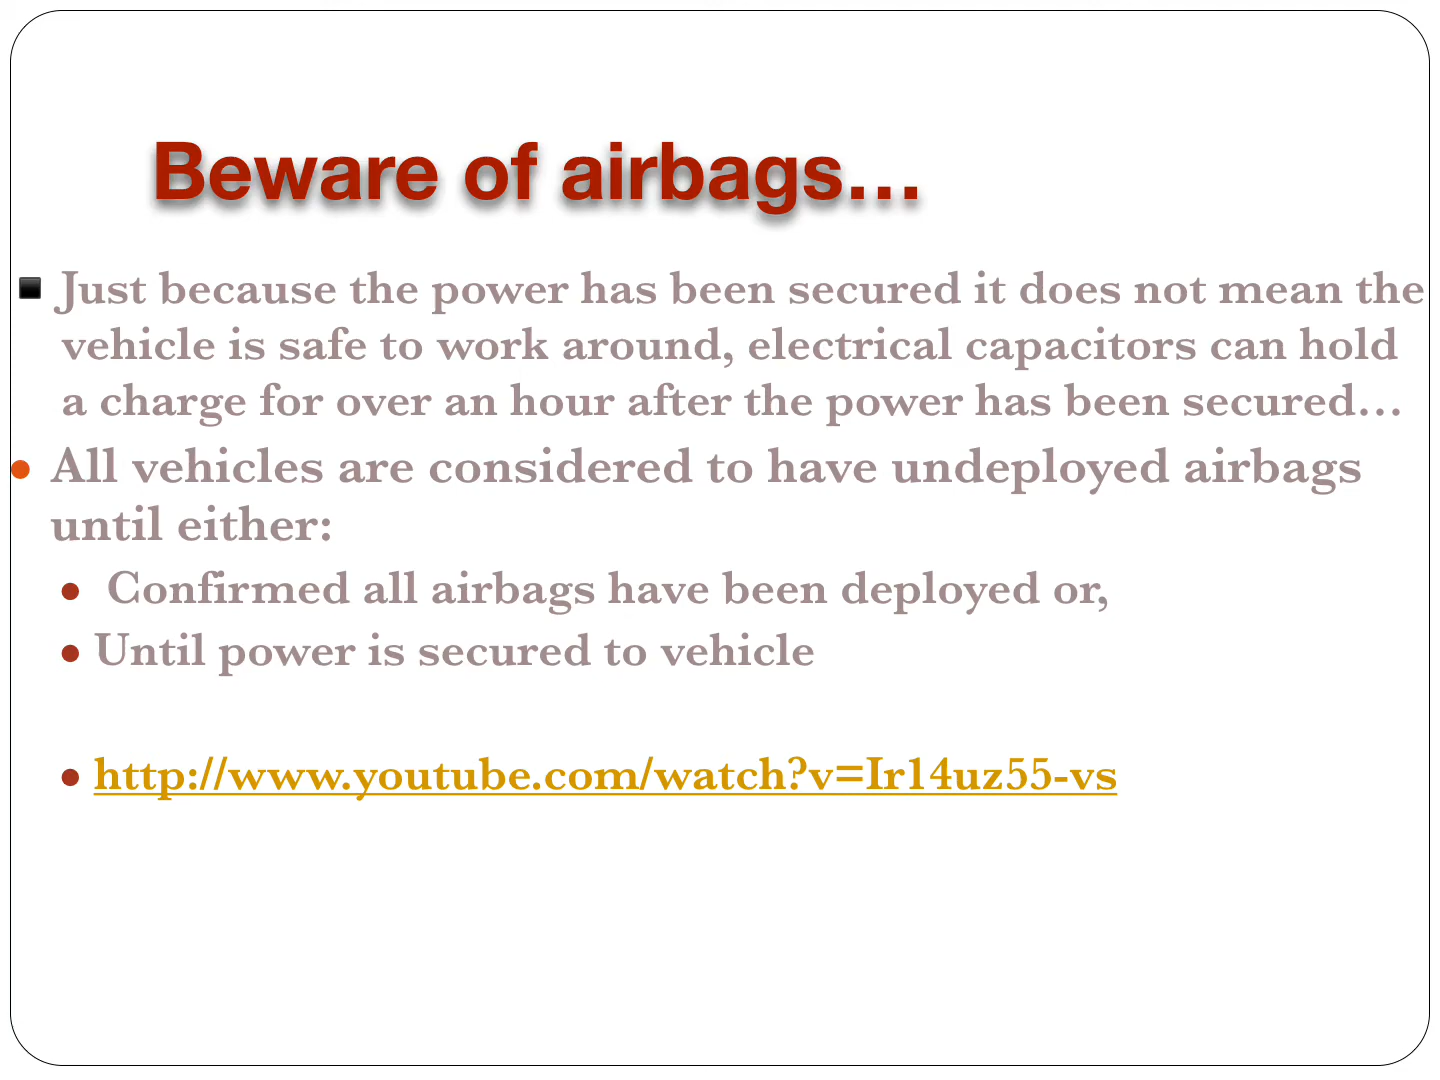 Beware of airbags…
Just because the power has been secured it does not mean the
vehicle is safe to work around, electrical capacitors can hold
a charge for over an hour after the power has been secured…
All vehicles are considered to have undeployed airbags
until either:
Confirmed all airbags have been deployed or,
Until power is secured to vehicle
http://www.youtube.com/watch?v=Ir14uz55-vs